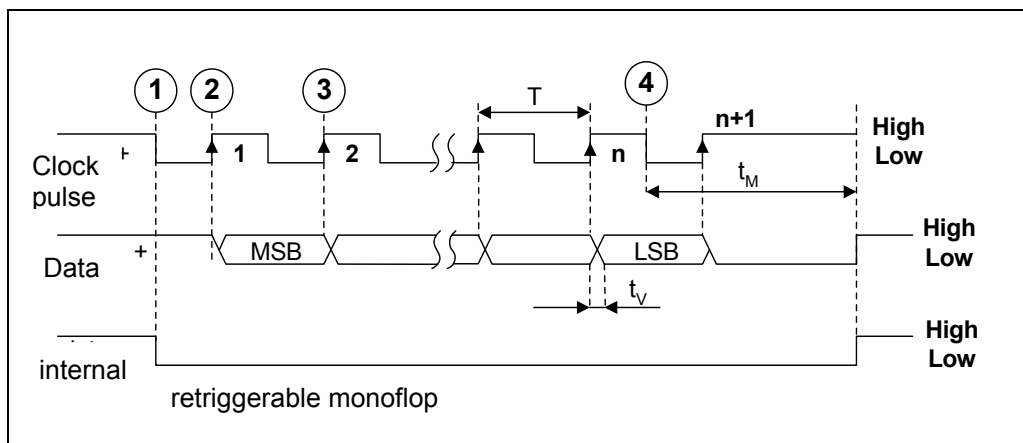 1 2 3 4
T
1 2 n n+1
High
Low
Clock
pulse
t_M
+
MSB LSB
High
Low
Data
t_V
High
Low
internal
retriggerable monoflop